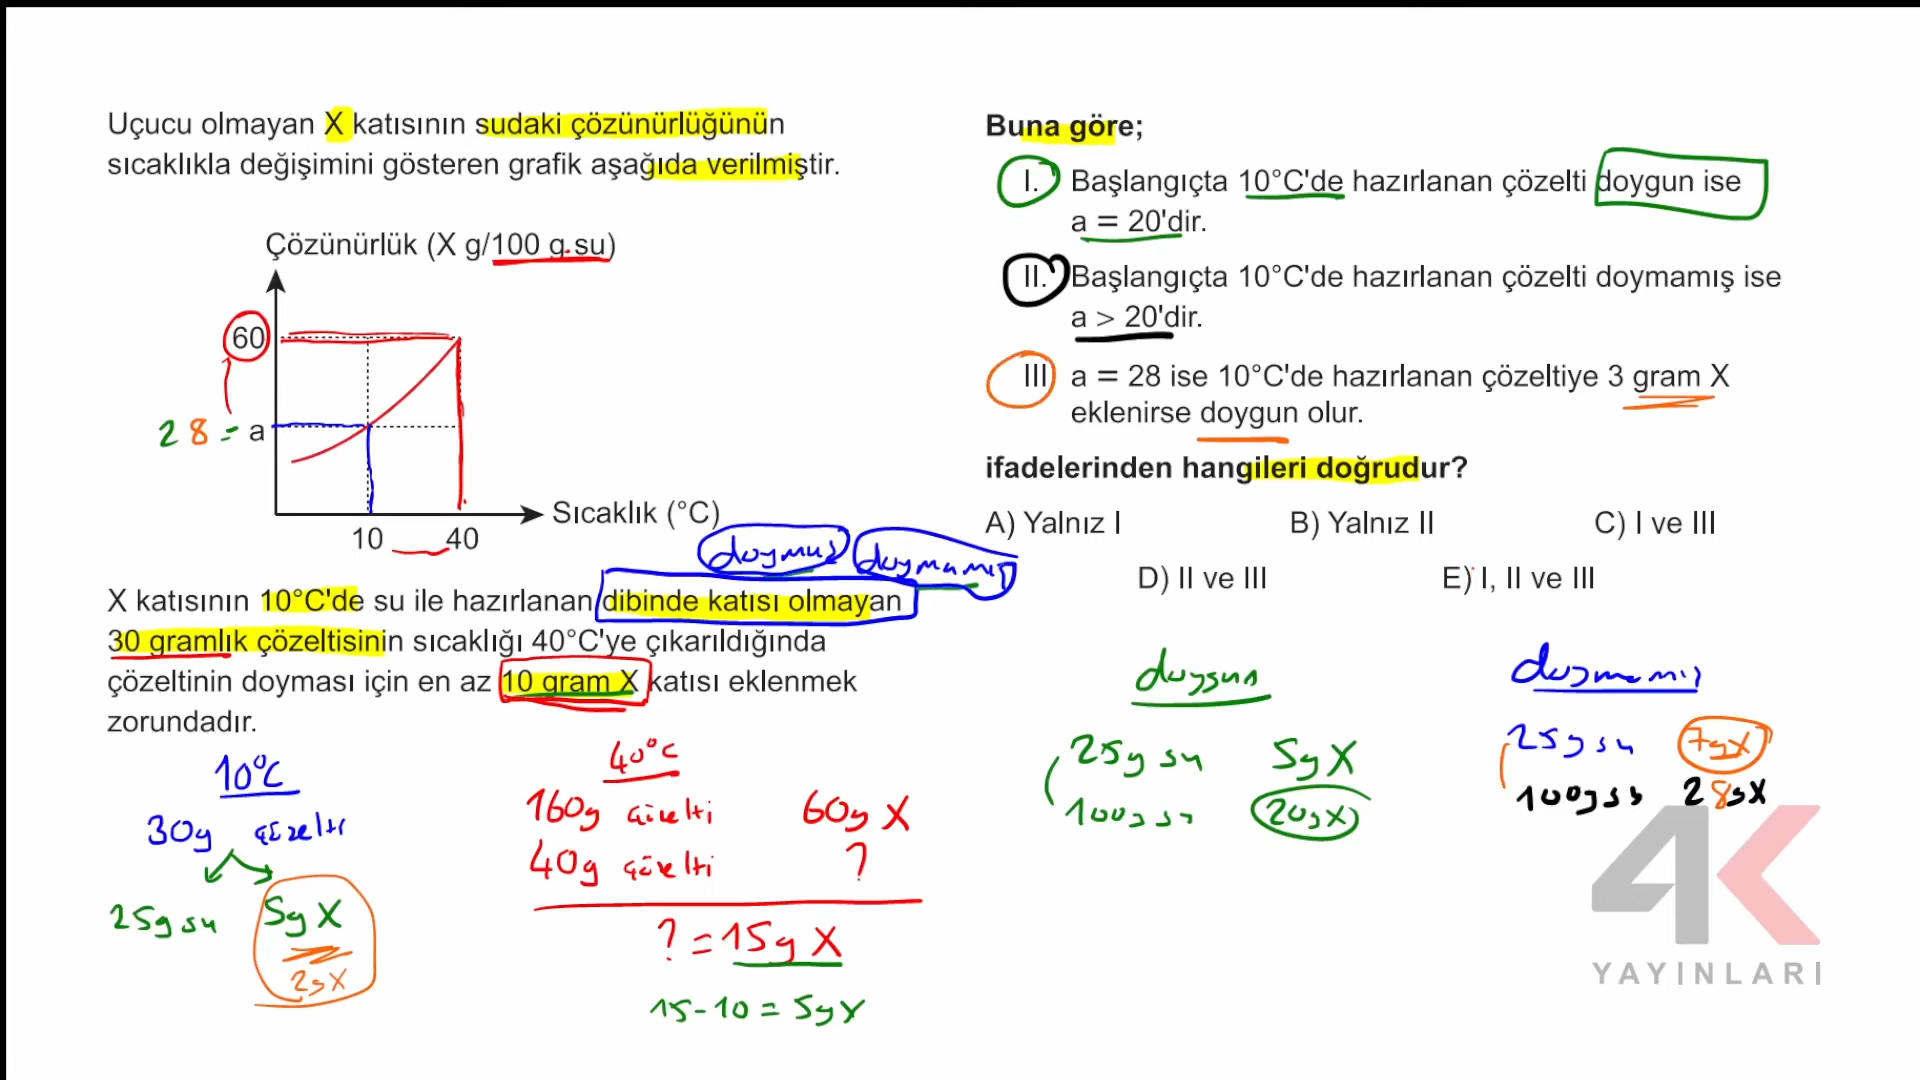 Uçucu olmayan X katısının sudaki çözünürlüğünün
sıcaklıkla değişimini gösteren grafik aşağıda verilmiştir.
Çözünürlük (X g/100 g su)
60
28 = a
10 40
Sıcaklık (°C)
doymuş doymamış
X katısının 10°C'de su ile hazırlanan dibinde katısı olmayan
30 gramlık çözeltisinin sıcaklığı 40°C'ye çıkarıldığında
çözeltinin doyması için en az 10 gram X katısı eklenmek
zorundadır.
10°C
30g çözelti
25g su 5g X
2g X
40°C
160g çözelti 60g X
40g çözelti ?
? = 15g X
15-10 = 5g X
Buna göre;
I. Başlangıçta 10°C'de hazırlanan çözelti doygun ise
a = 20'dir.
II. Başlangıçta 10°C'de hazırlanan çözelti doymamış ise
a > 20'dir.
III a = 28 ise 10°C'de hazırlanan çözeltiye 3 gram X
eklenirse doygun olur.
ifadelerinden hangileri doğrudur?
A) Yalnız I B) Yalnız II C) I ve III
D) II ve III E) I, II ve III
doygun
25g su 5g X
100g su 20g X
doymamış
25g su 7g X
100g su 28g X
4K
YAYINLARI